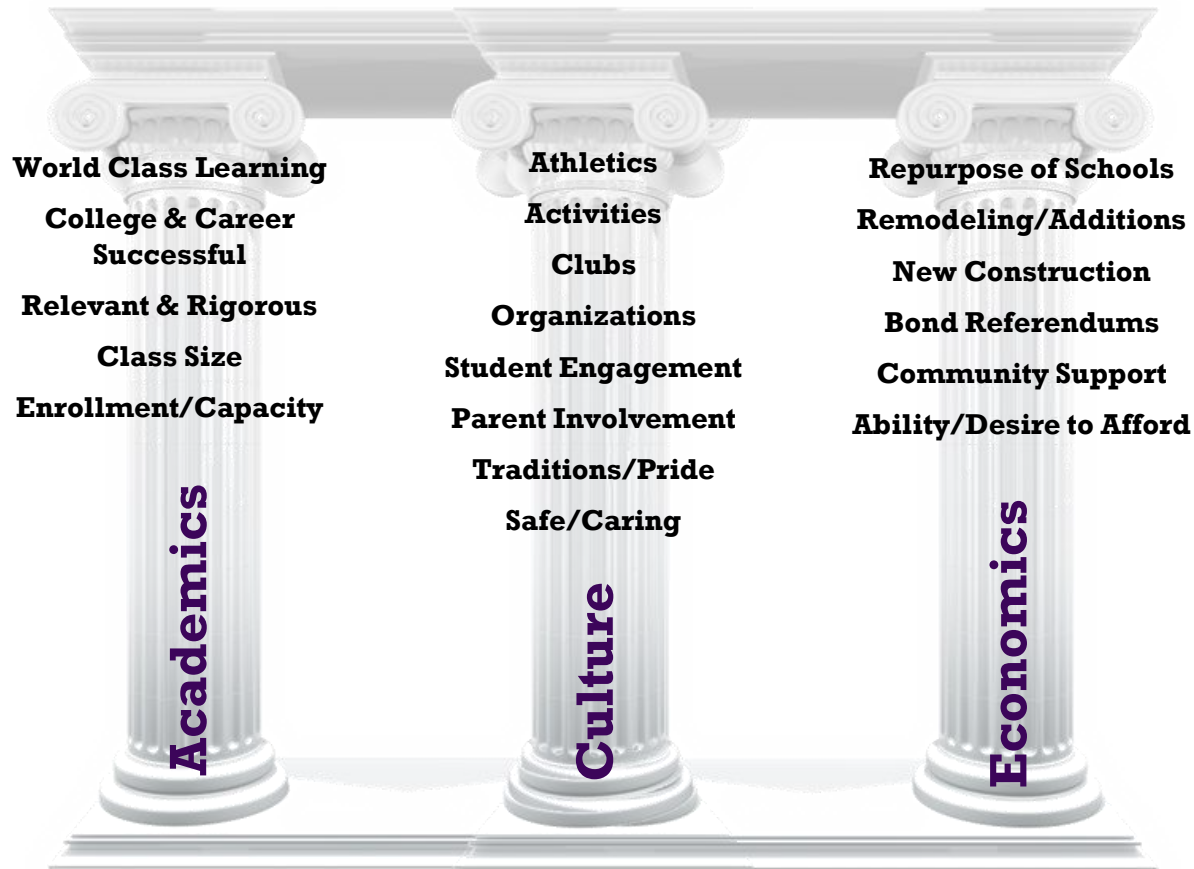 World Class Learning
College & Career
Successful
Relevant & Rigorous
Class Size
Enrollment/Capacity
Academics
Athletics
Activities
Clubs
Organizations
Student Engagement
Parent Involvement
Traditions/Pride
Safe/Caring
Culture
Repurpose of Schools
Remodeling/Additions
New Construction
Bond Referendums
Community Support
Ability/Desire to Afford
Economics